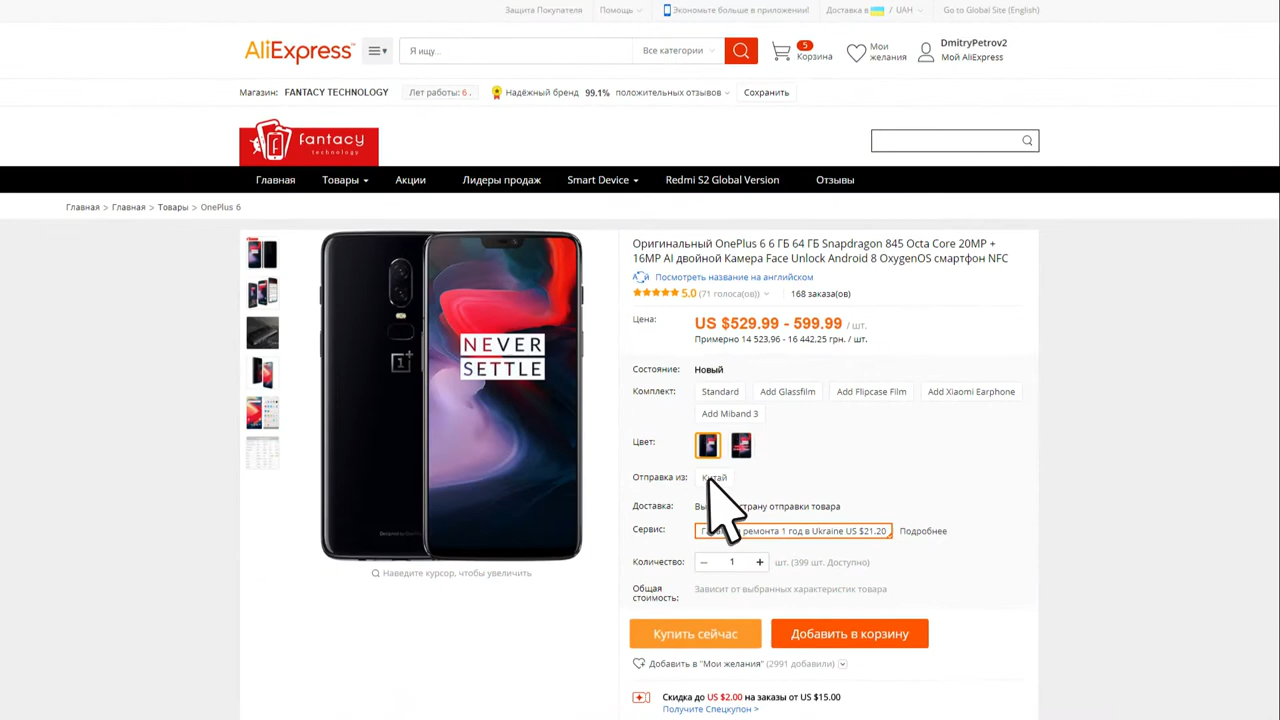 Защита Покупателя Помощь Экономьте больше в приложении! Доставка в / UAH Go to Global Site (English)
AliExpress™ Я ищу... Все категории 5 Корзина Мои желания DmitryPetrov2 Мой AliExpress
Магазин: FANTACY TECHNOLOGY Лет работы: 6 . Надёжный бренд 99.1% положительных отзывов Сохранить
fantacy
technology
Главная Товары Акции Лидеры продаж Smart Device Redmi S2 Global Version Отзывы
Главная > Главная > Товары > OnePlus 6
Оригинальный OnePlus 6 6 ГБ 64 ГБ Snapdragon 845 Octa Core 20MP +
16MP AI двойной Камера Face Unlock Android 8 OxygenOS смартфон NFC
Посмотреть название на английском
5.0 (71 голоса(ов)) 168 заказа(ов)
Цена: US $529.99 - 599.99 / шт.
Примерно 14 523,96 - 16 442,25 грн. / шт.
NEVER
SETTLE
Состояние: Новый
Комплект: Standard Add Glassfilm Add Flipcase Film Add Xiaomi Earphone
Add Miband 3
Цвет:
Отправка из: Китай
Доставка: страну отправки товара
Сервис: ремонта 1 год в Ukraine US $21.20 Подробнее
Количество: – 1 + шт. (399 шт. Доступно)
Наведите курсор, чтобы увеличить
Общая
стоимость: Зависит от выбранных характеристик товара
Купить сейчас Добавить в корзину
Добавить в "Мои желания" (2991 добавили)
Скидка до US $2.00 на заказы от US $15.00
Получите Спецкупон >